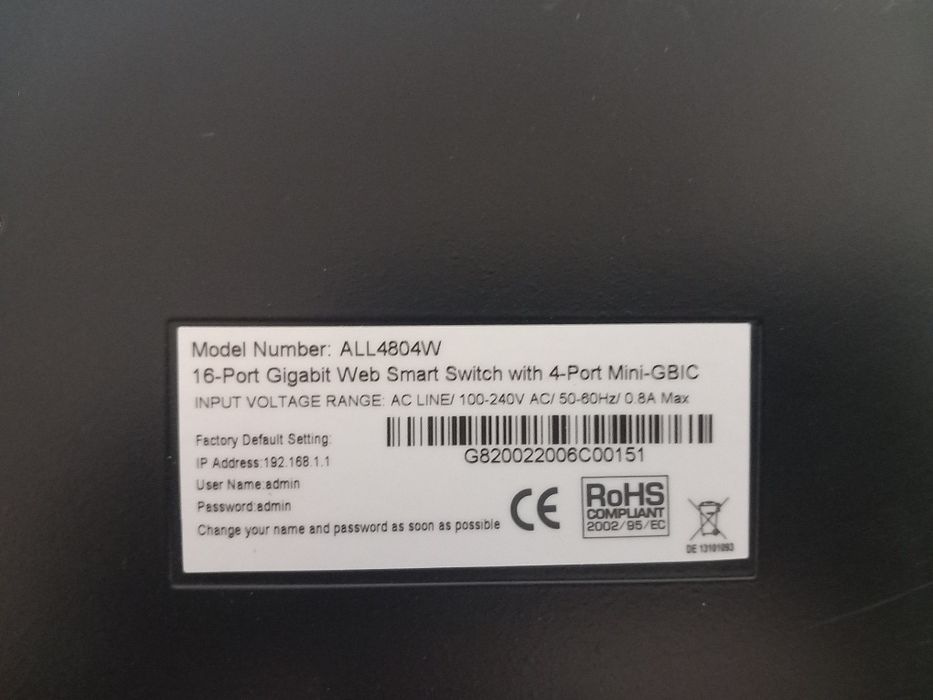 Model Number: ALL4804W
16-Port Gigabit Web Smart Switch with 4-Port Mini-GBIC
INPUT VOLTAGE RANGE: AC LINE/ 100-240V AC/ 50-60Hz/ 0.8A Max
Factory Default Setting:
IP Address:192.168.1.1
User Name:admin
Password:admin
Change your name and password as soon as possible
G820022006C00151
CE
RoHS
COMPLIANT
2002/95/EC
DE 13101093